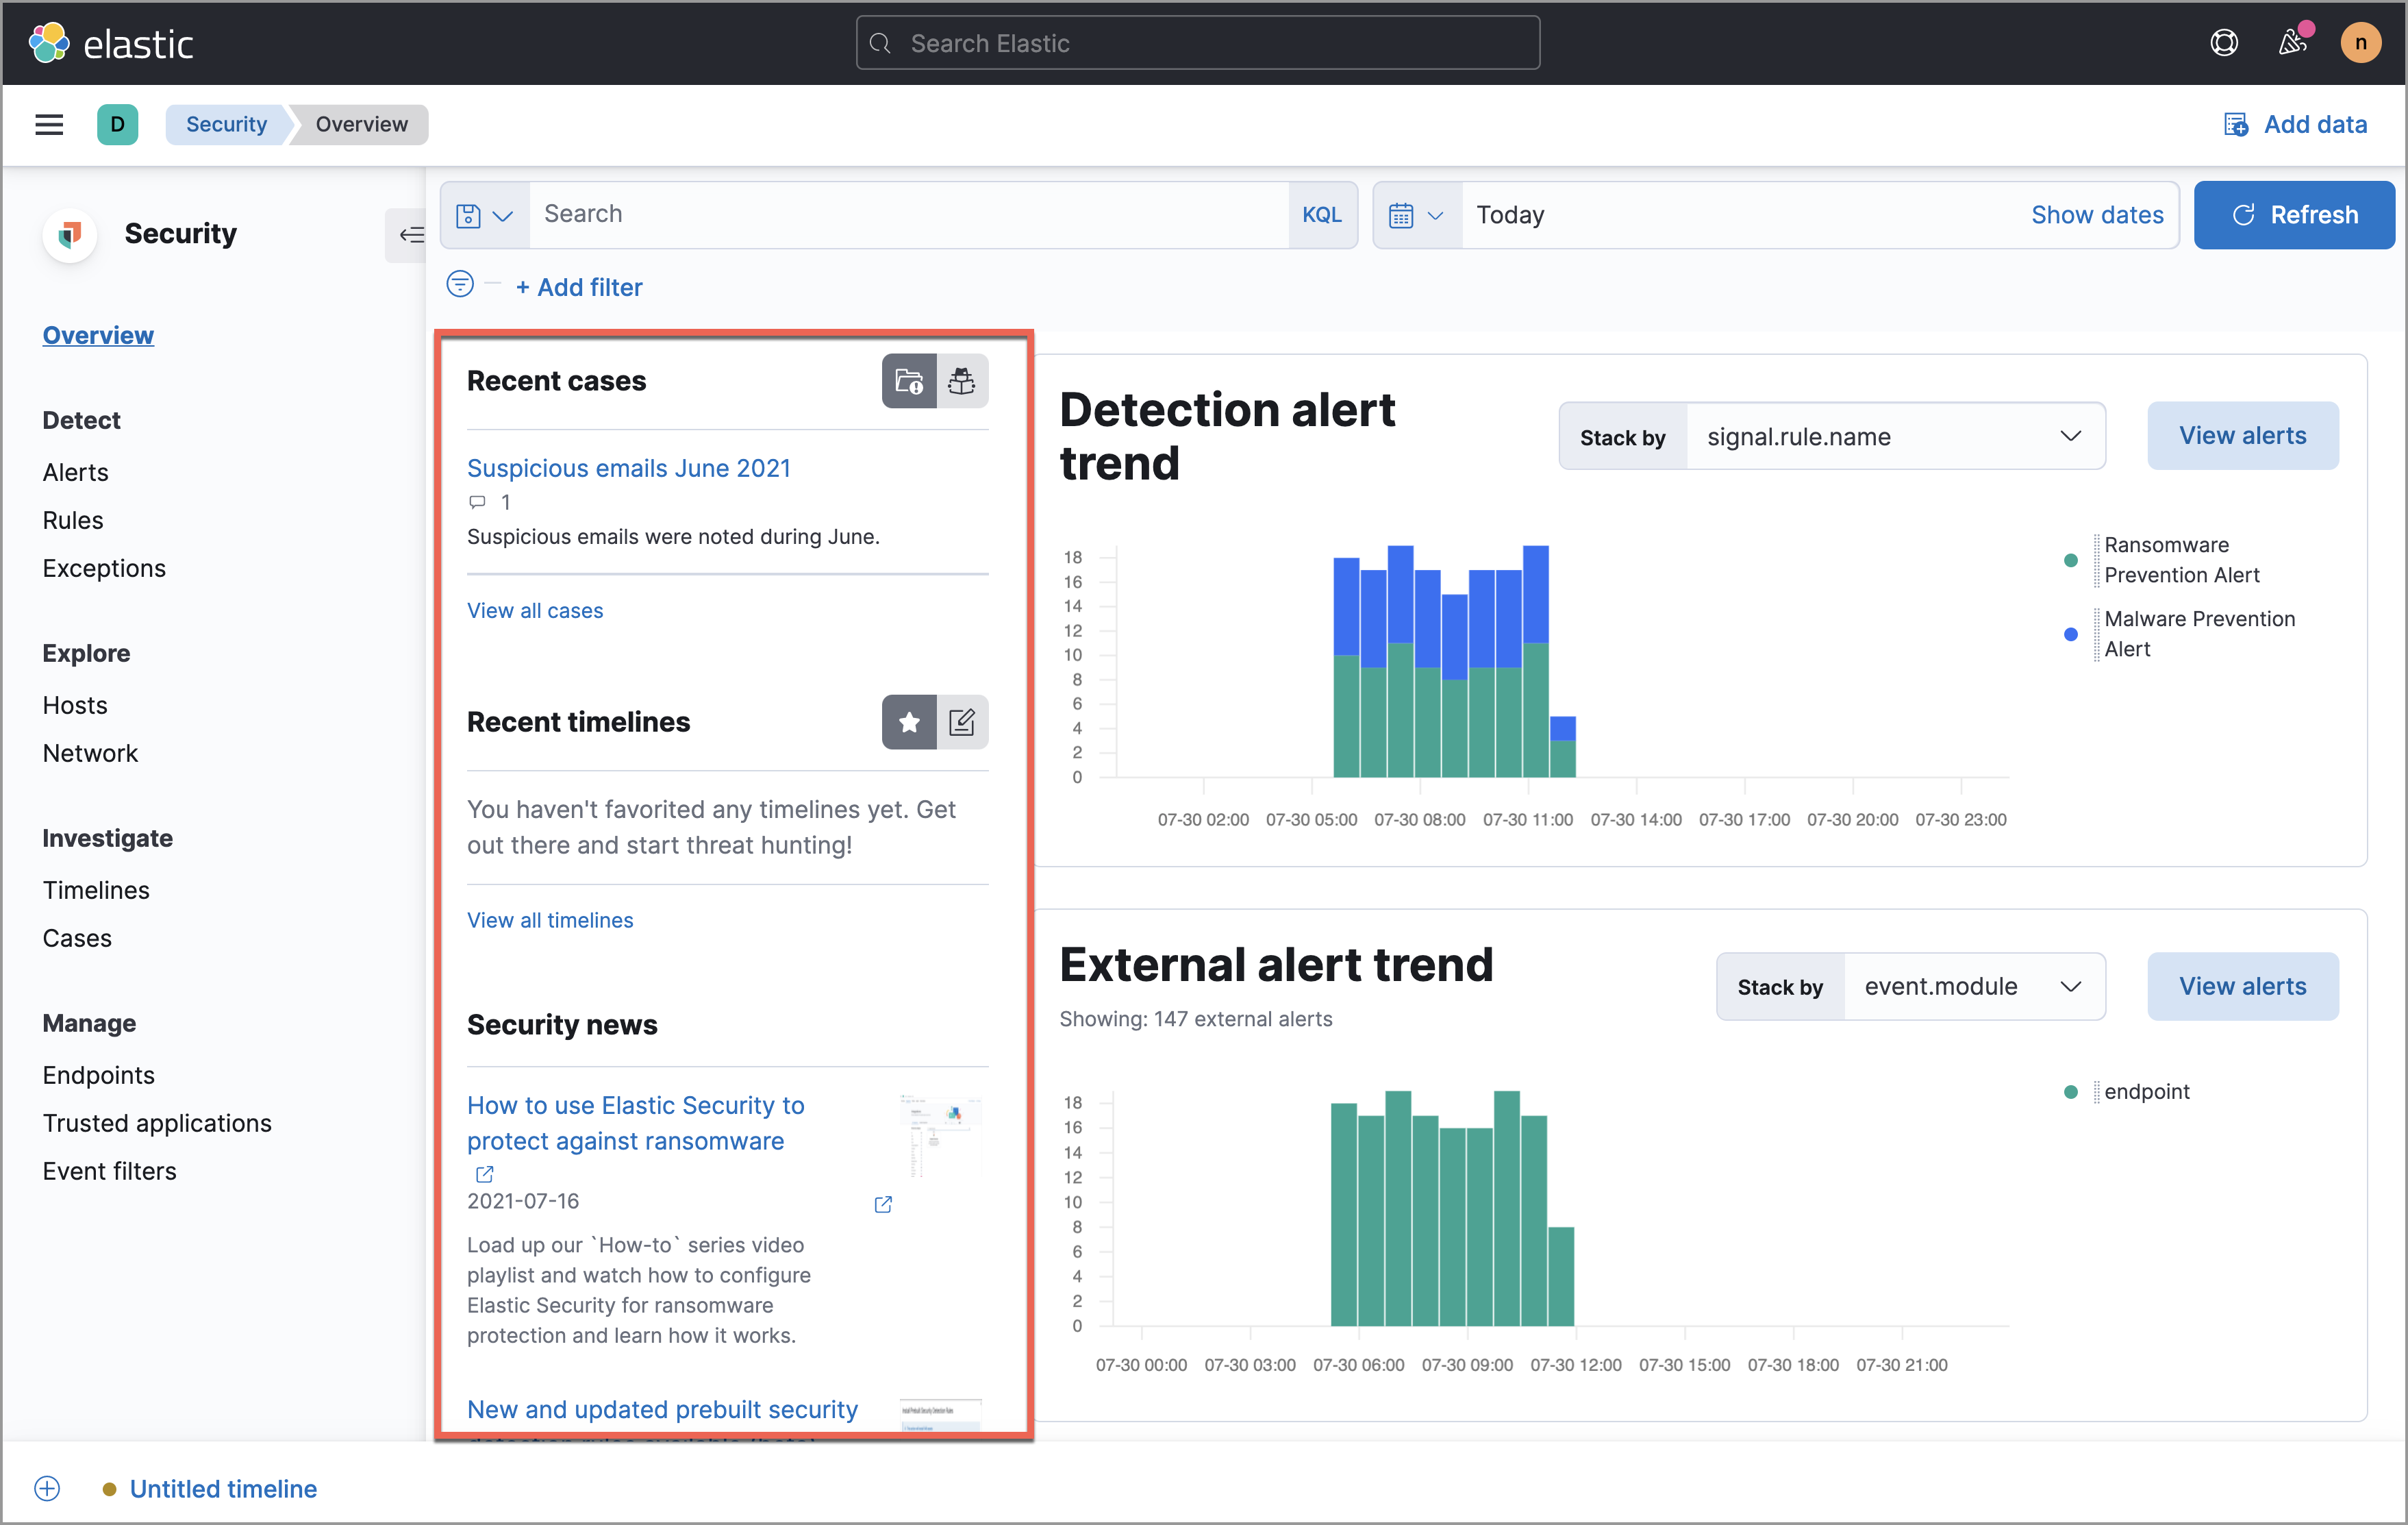 elastic
Search Elastic
n
D
Security
Overview
Add data
Security
Search
KQL
Today
Show dates
Refresh
+ Add filter
Overview
Detect
Alerts
Rules
Exceptions
Explore
Hosts
Network
Investigate
Timelines
Cases
Manage
Endpoints
Trusted applications
Event filters
Recent cases
Suspicious emails June 2021
1
Suspicious emails were noted during June.
View all cases
Recent timelines
You haven't favorited any timelines yet. Get
out there and start threat hunting!
View all timelines
Security news
How to use Elastic Security to
protect against ransomware
2021-07-16
Load up our `How-to` series video
playlist and watch how to configure
Elastic Security for ransomware
protection and learn how it works.
New and updated prebuilt security
Detection alert
trend
Stack by
signal.rule.name
View alerts
18
16
14
12
10
8
6
4
2
0
07-30 02:00 07-30 05:00 07-30 08:00 07-30 11:00 07-30 14:00 07-30 17:00 07-30 20:00 07-30 23:00
Ransomware
Prevention Alert
Malware Prevention
Alert
External alert trend
Showing: 147 external alerts
Stack by
event.module
View alerts
18
16
14
12
10
8
6
4
2
0
07-30 00:00 07-30 03:00 07-30 06:00 07-30 09:00 07-30 12:00 07-30 15:00 07-30 18:00 07-30 21:00
endpoint
Untitled timeline